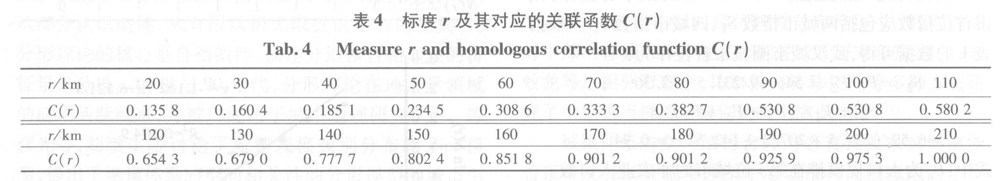 表 4 标度 r 及其对应的关联函数 C(r)
Tab. 4 Measure r and homologous correlation function C(r)
r/km 20 30 40 50 60 70 80 90 100 110
C(r) 0.135 8 0.160 4 0.185 1 0.234 5 0.308 6 0.333 3 0.382 7 0.530 8 0.530 8 0.580 2
r/km 120 130 140 150 160 170 180 190 200 210
C(r) 0.654 3 0.679 0 0.777 7 0.802 4 0.851 8 0.901 2 0.901 2 0.925 9 0.975 3 1.000 0